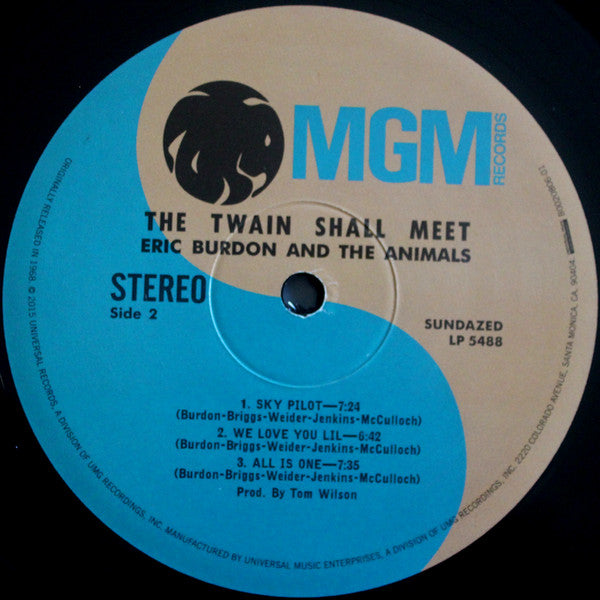 MGM
RECORDS
THE TWAIN SHALL MEET
ERIC BURDON AND THE ANIMALS
STEREO
Side 2
SUNDAZED
LP 5488
1. SKY PILOT—7:24
(Burdon-Briggs-Weider-Jenkins-McCulloch)
2. WE LOVE YOU LIL—6:42
(Burdon-Briggs-Weider-Jenkins-McCulloch)
3. ALL IS ONE—7:35
(Burdon-Briggs-Weider-Jenkins-McCulloch)
Prod. By Tom Wilson
ORIGINALLY RELEASED IN 1968 © 2015 UNIVERSAL RECORDS, A DIVISION OF UMG RECORDINGS, INC. MANUFACTURED BY UNIVERSAL MUSIC ENTERPRISES, A DIVISION OF UMG RECORDINGS, INC. 2220 COLORADO AVENUE, SANTA MONICA, CA. 90404